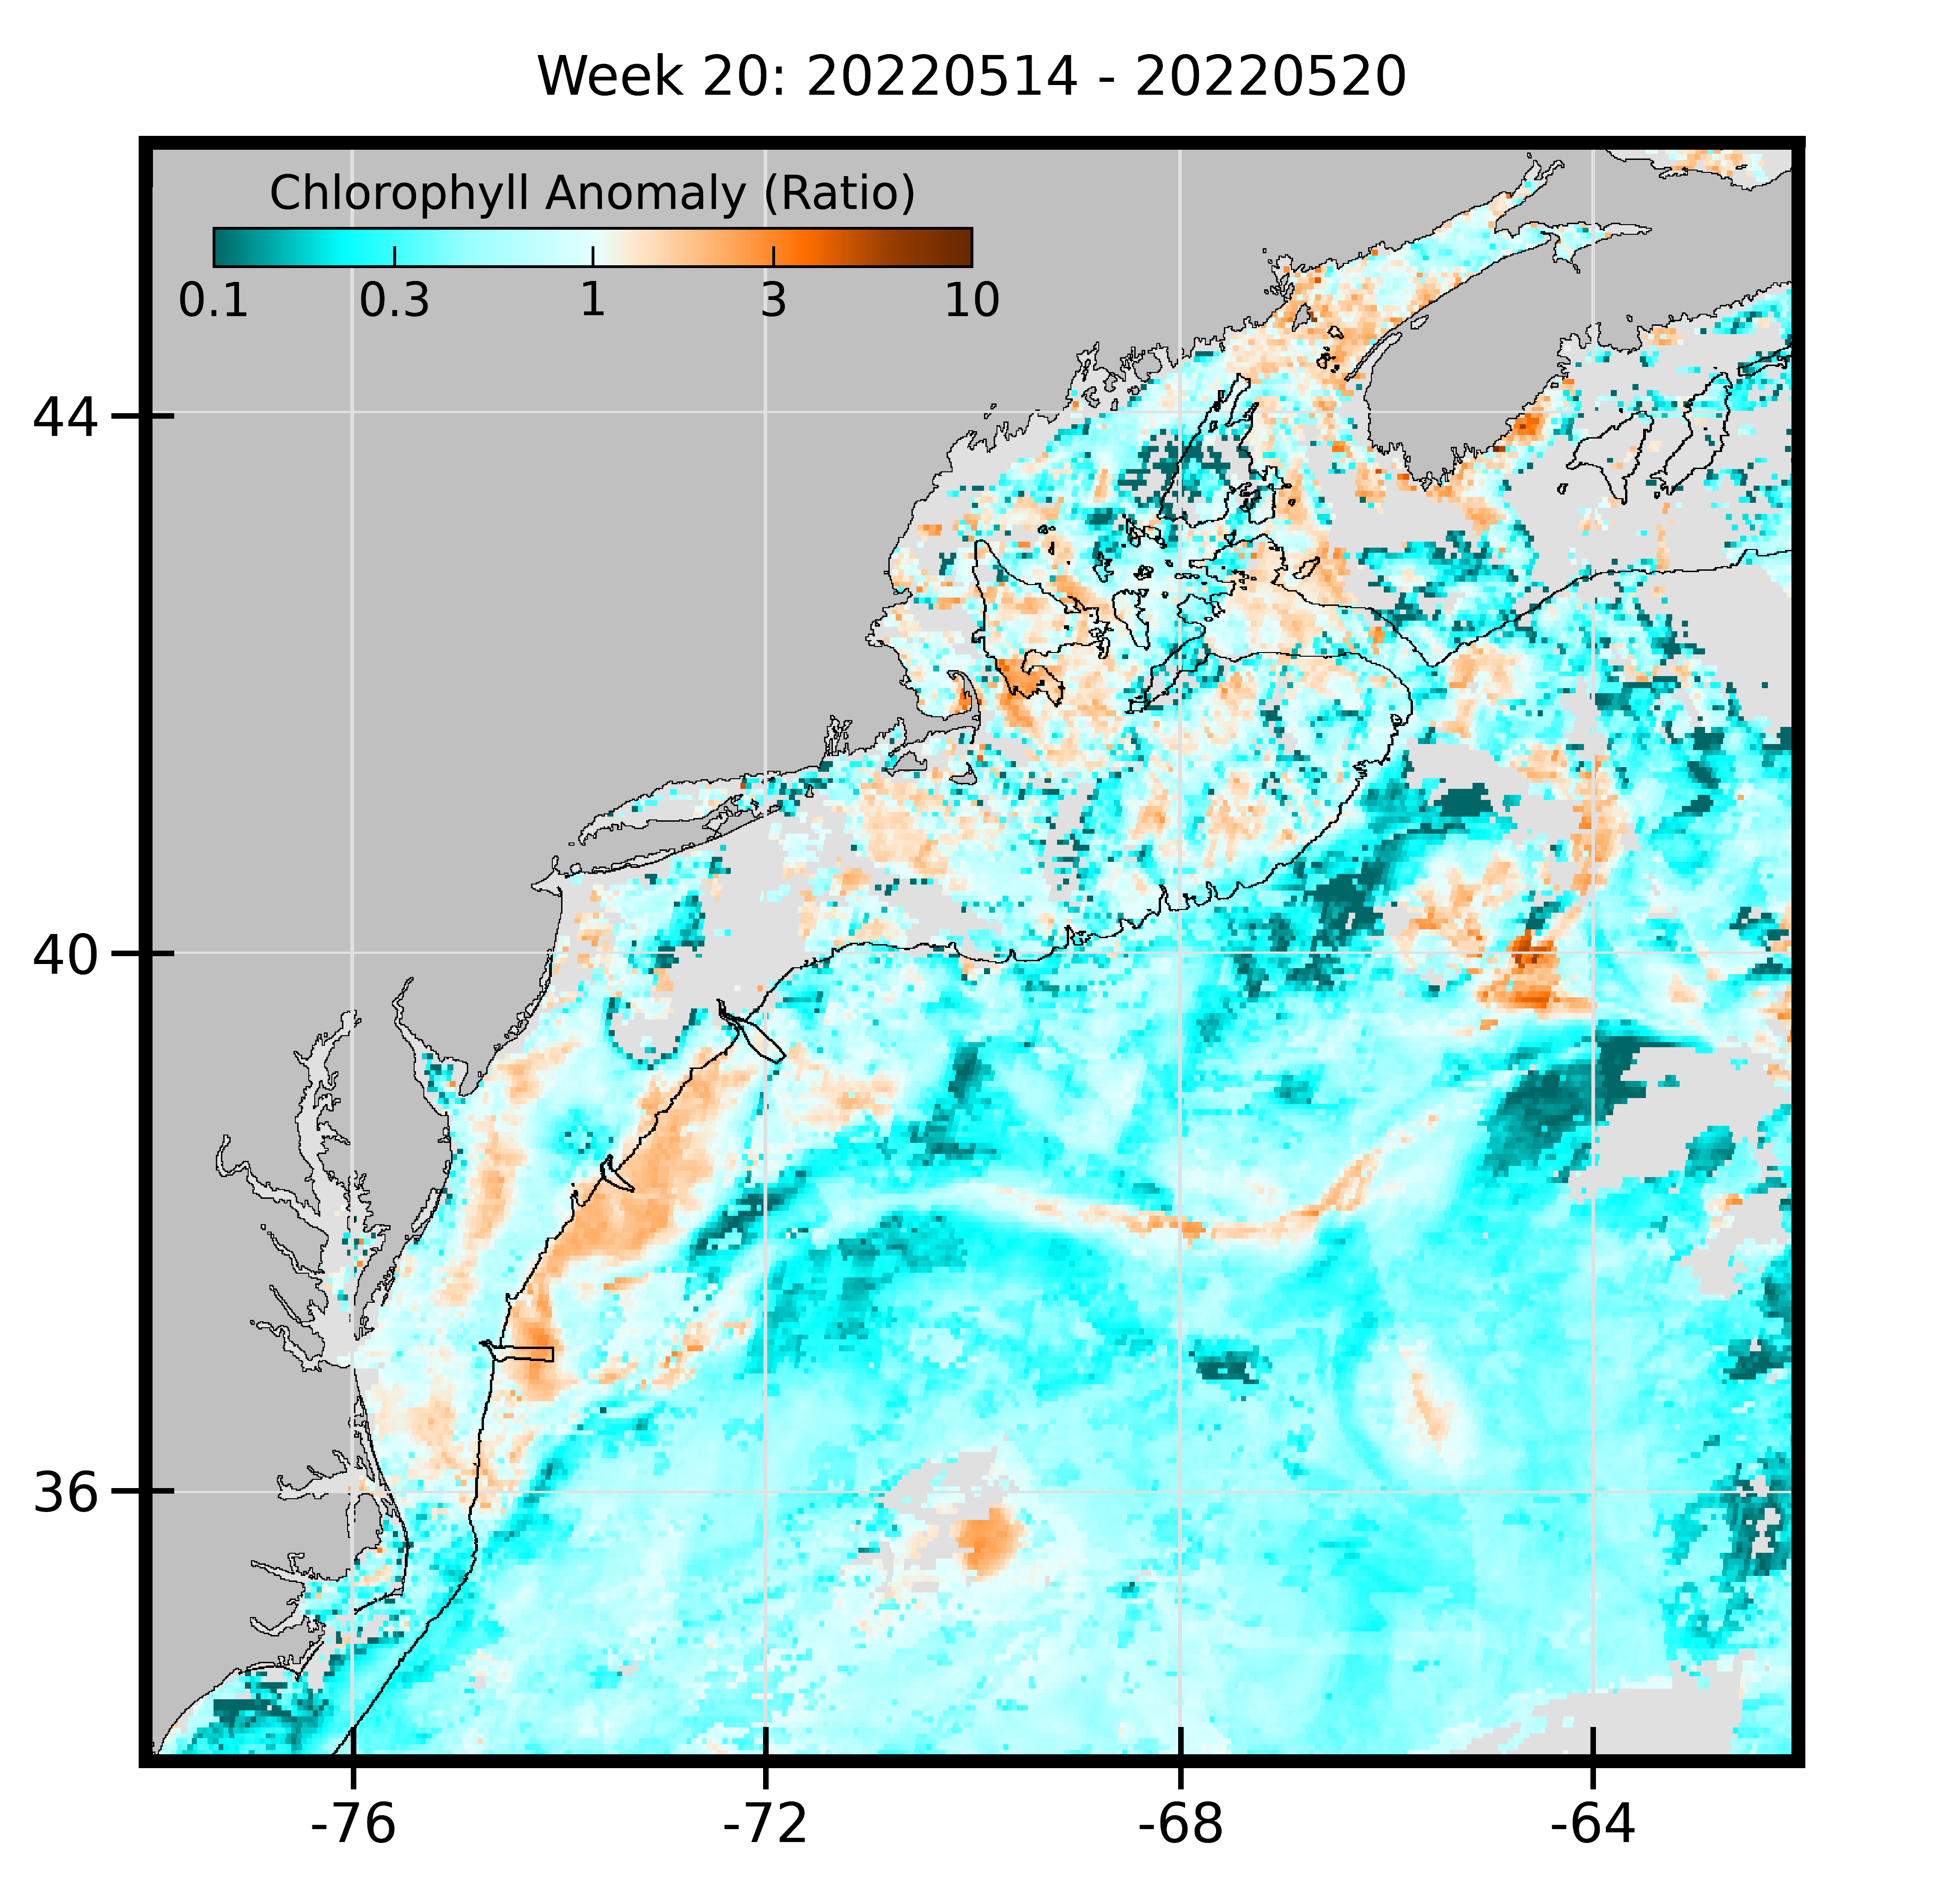 Week 20: 20220514 - 20220520
Chlorophyll Anomaly (Ratio)
0.1 0.3 1 3 10
44
40
36
-76 -72 -68 -64